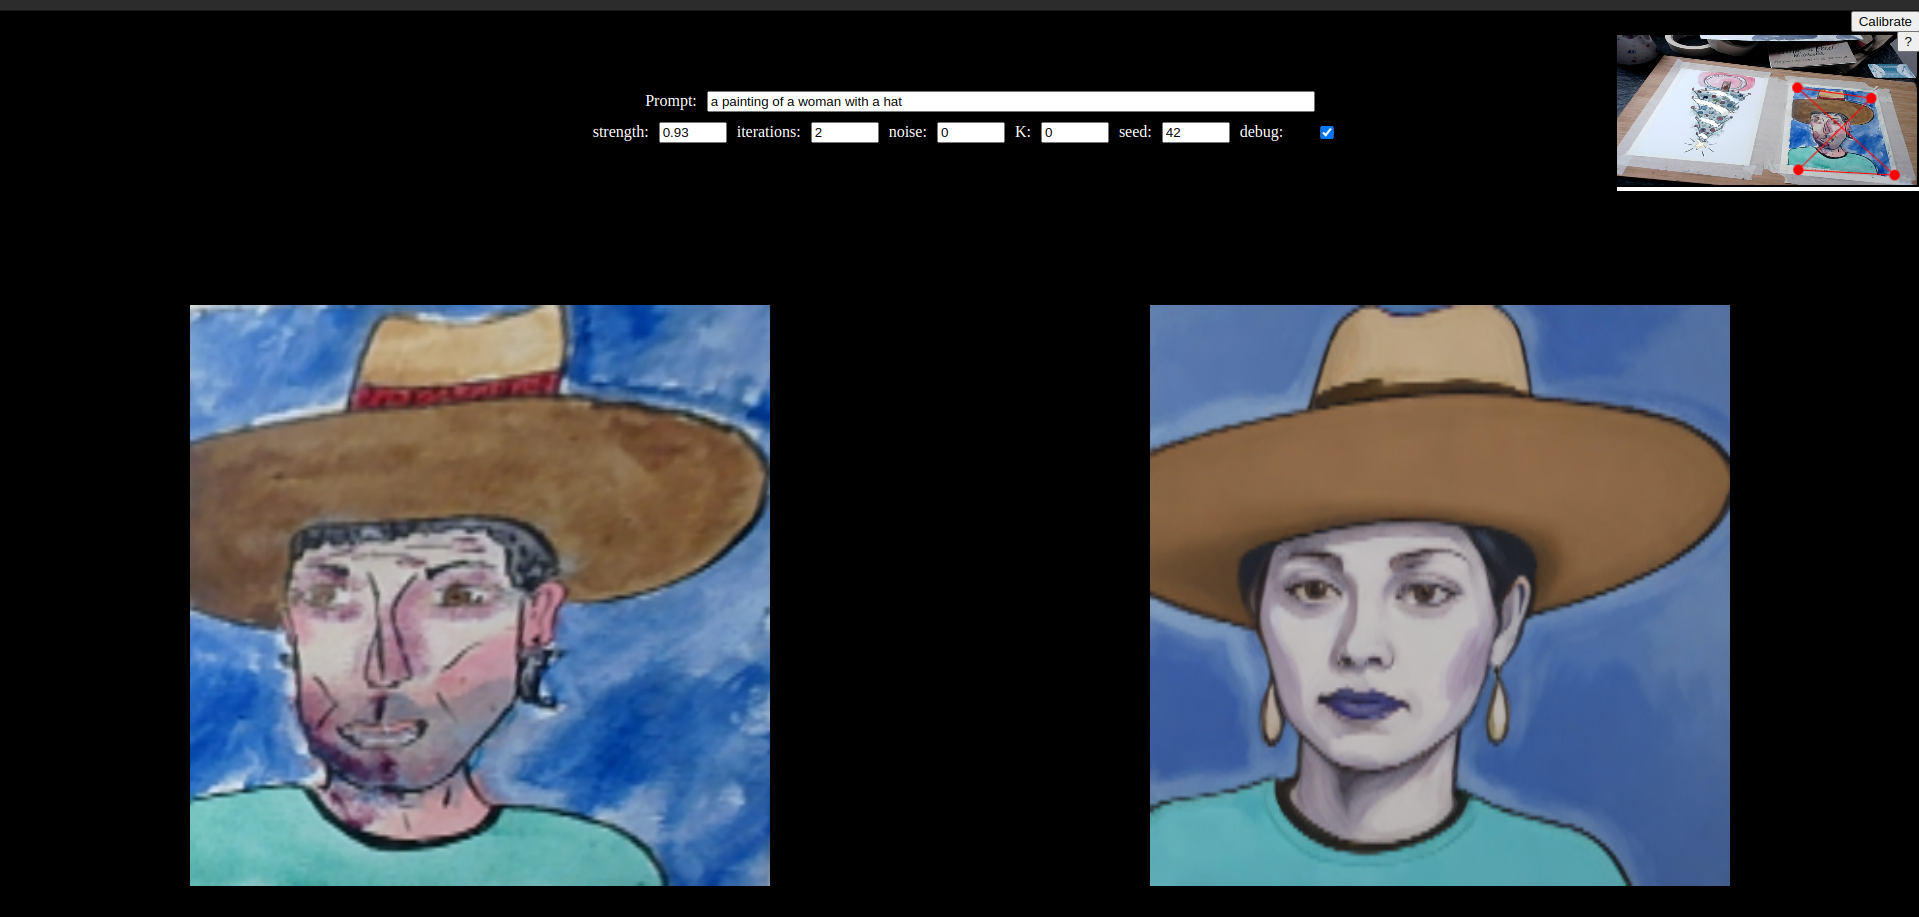 Calibrate
?
Prompt: a painting of a woman with a hat
strength: 0.93 iterations: 2 noise: 0 K: 0 seed: 42 debug: